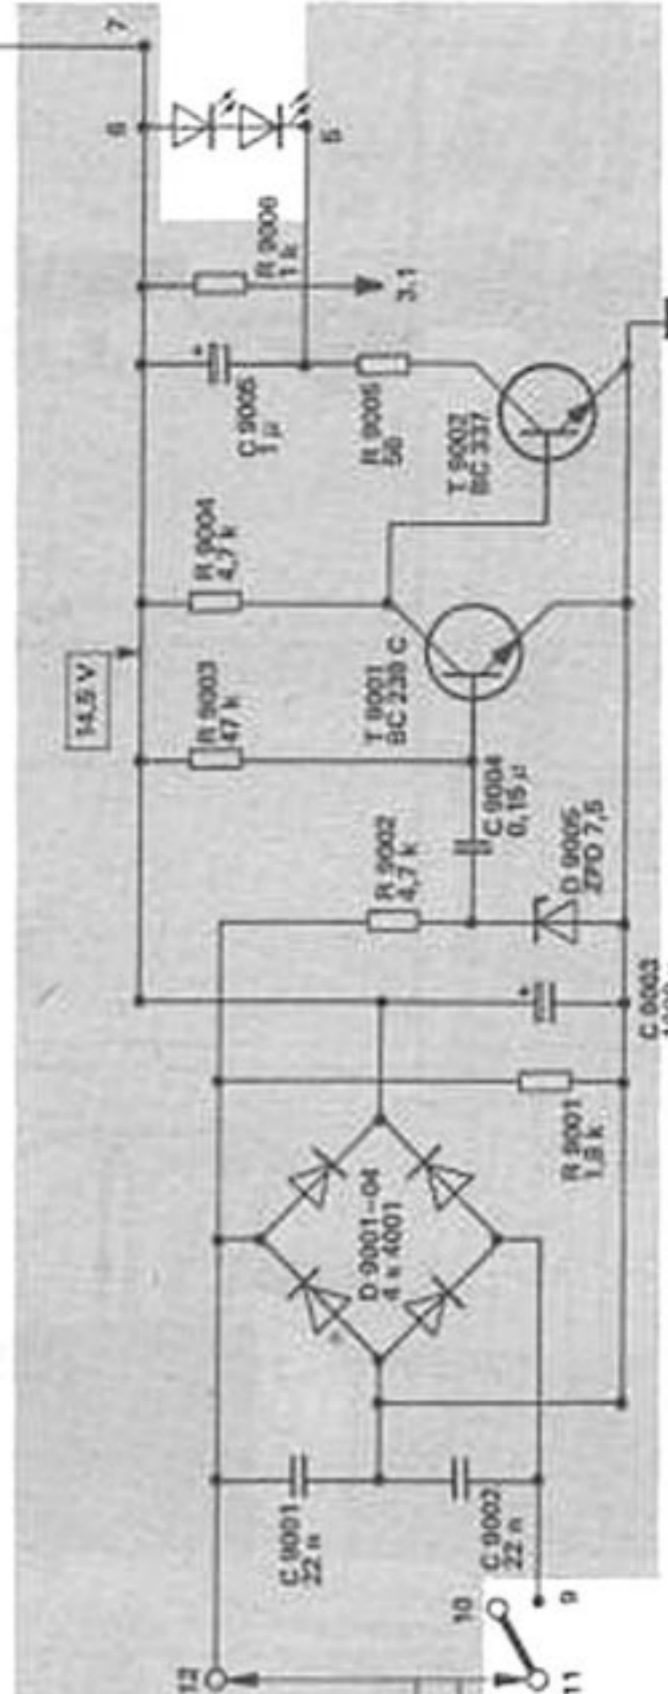 7
6
5
R 9006
1 k
3.1
C 9005
1 µ
R 9005
56
T 9002
BC 337
R 9004
4,7 k
14,5 V
R 9003
47 k
T 9001
BC 239 C
C 9004
0,15 µ
R 9002
4,7 k
D 9005
ZPD 7,5
C 9003
R 9001
1,8 k
D 9001-04
4 x 4001
C 9001
22 n
C 9002
22 n
10
9
12
11